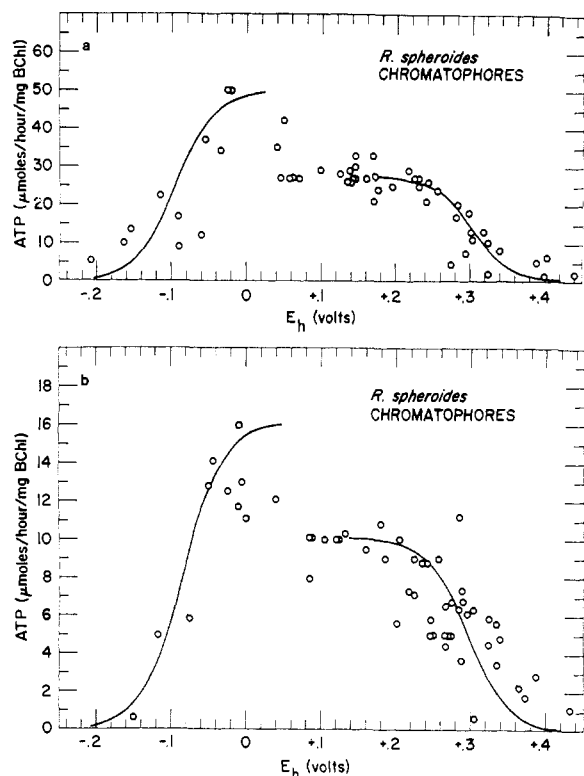 a
R. spheroides
CHROMATOPHORES
ATP (μmoles/hour/mg BChl)
60
50
40
30
20
10
0
-.2 -.1 0 +.1 +.2 +.3 +.4
Eh (volts)
b
R. spheroides
CHROMATOPHORES
ATP (μmoles/hour/mg BChl)
16
14
12
10
8
6
4
2
0
-.2 -.1 0 +.1 +.2 +.3 +.4
Eh (volts)